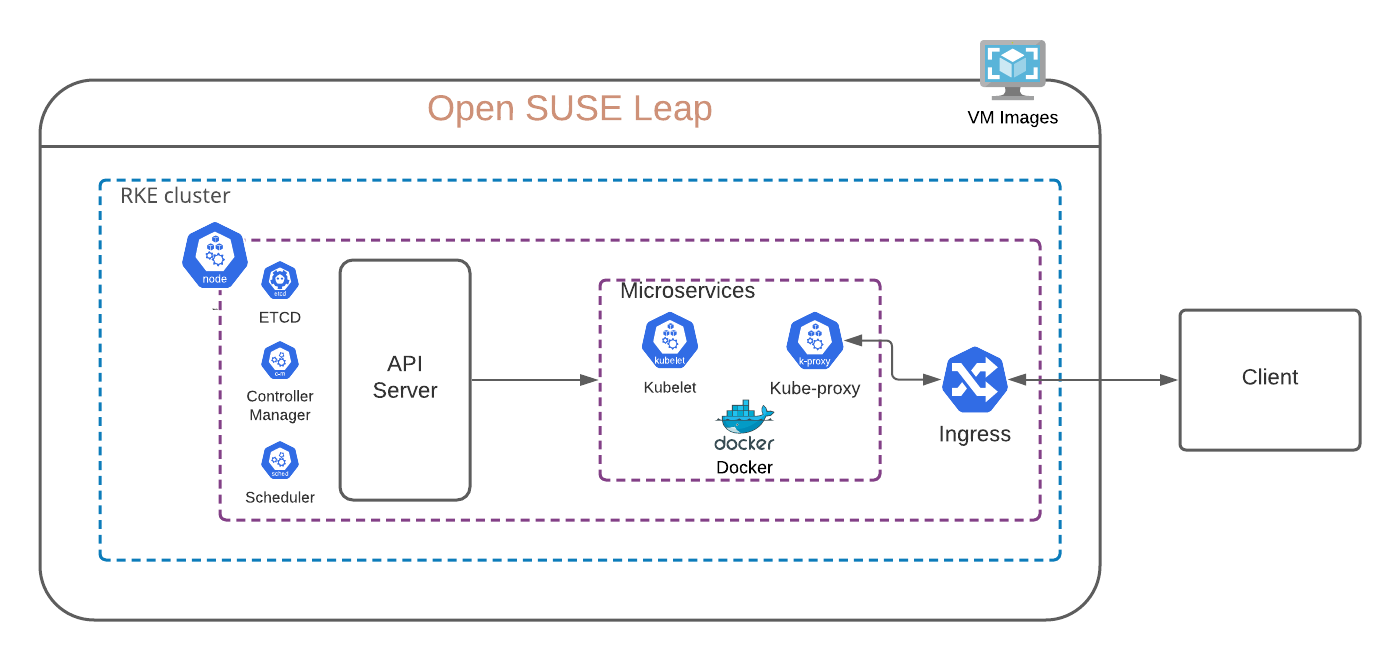 Open SUSE Leap
VM Images
RKE cluster
node
etcd
ETCD
c-m
Controller
Manager
sched
Scheduler
API
Server
Microservices
kubelet
Kubelet
k-proxy
Kube-proxy
docker
Docker
Ingress
Client